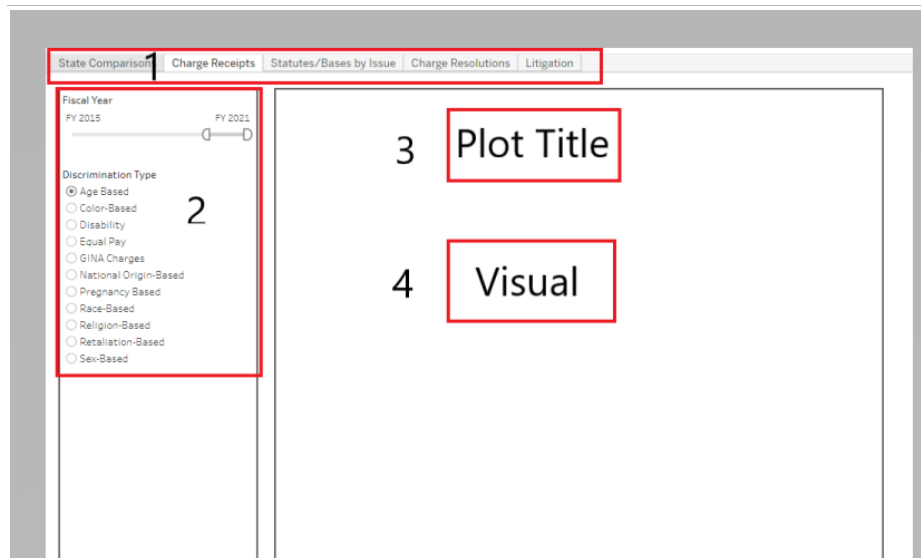 State Comparisons Charge Receipts Statutes/Bases by Issue Charge Resolutions Litigation
1
Fiscal Year
FY 2015 FY 2021
Discrimination Type
Age Based
Color-Based
Disability
Equal Pay
GINA Charges
National Origin-Based
Pregnancy Based
Race-Based
Religion-Based
Retaliation-Based
Sex-Based
2
3 Plot Title
4 Visual